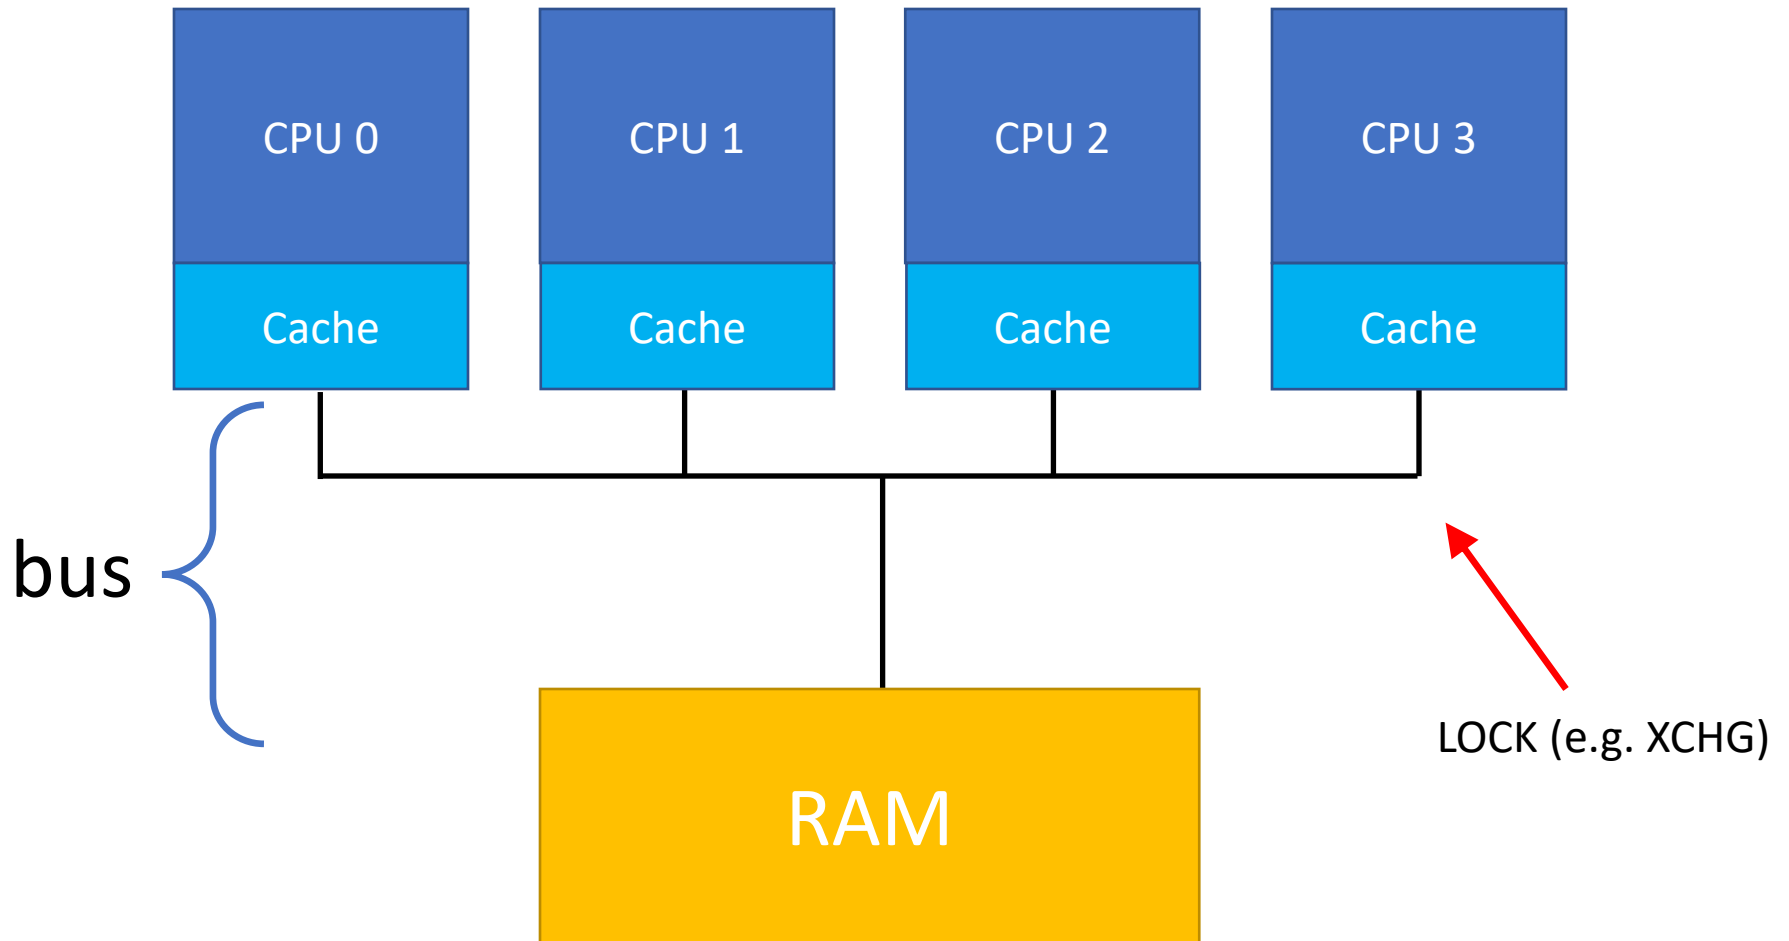 CPU 0
CPU 1
CPU 2
CPU 3
Cache
Cache
Cache
Cache
bus
LOCK (e.g. XCHG)
RAM